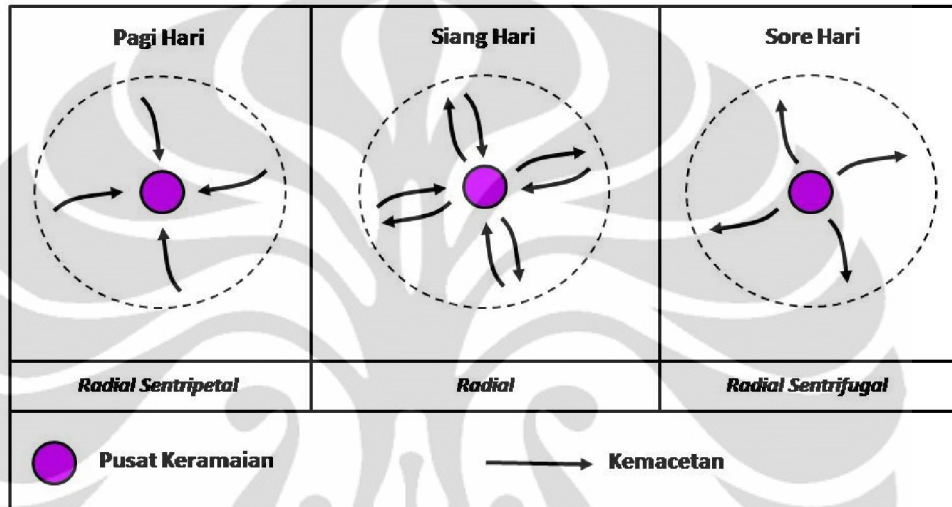 Pagi Hari
Siang Hari
Sore Hari
Radial Sentripetal
Radial
Radial Sentrifugal
Pusat Keramaian
Kemacetan